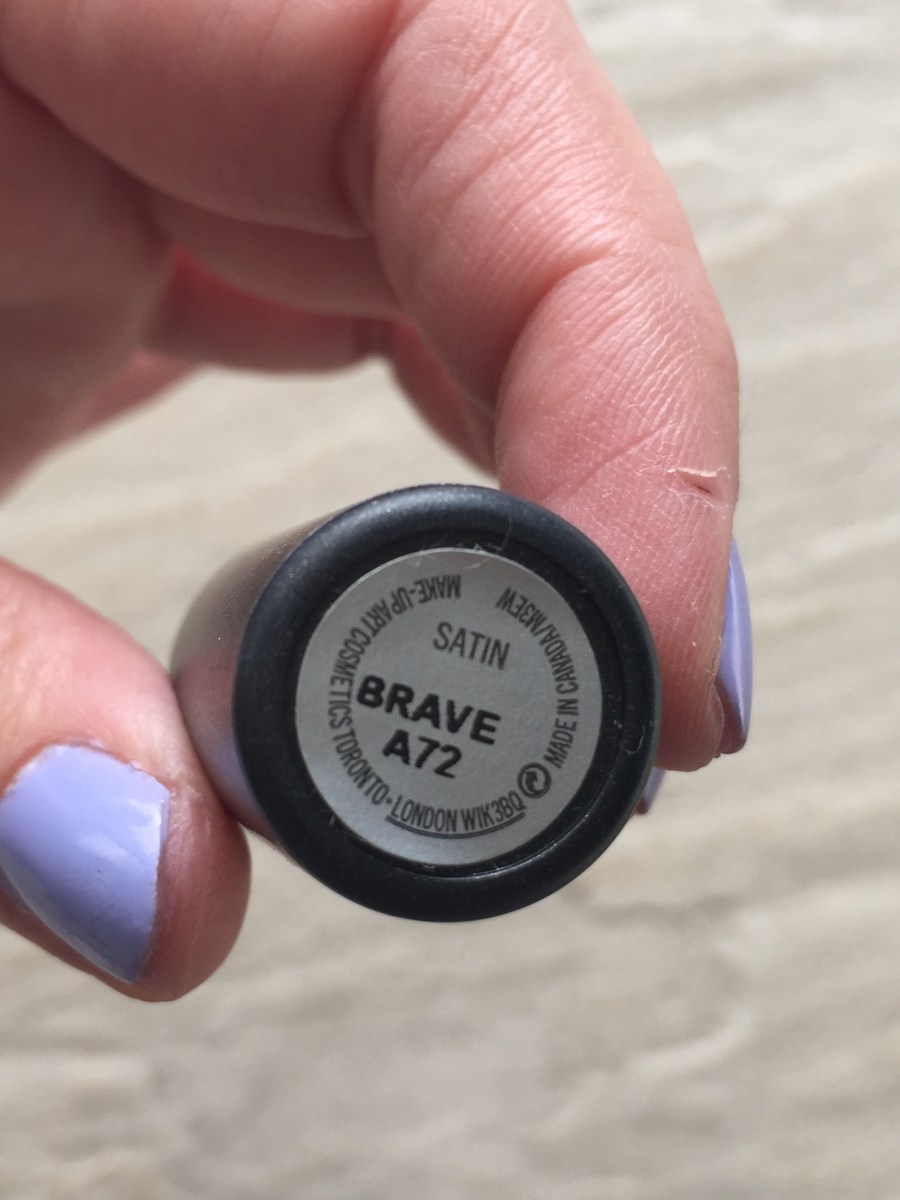 SATIN
BRAVE
A72
MAKE-UP ART COSMETICS TORONTO • LONDON W1K3BQ
MADE IN CANADA/M3EW